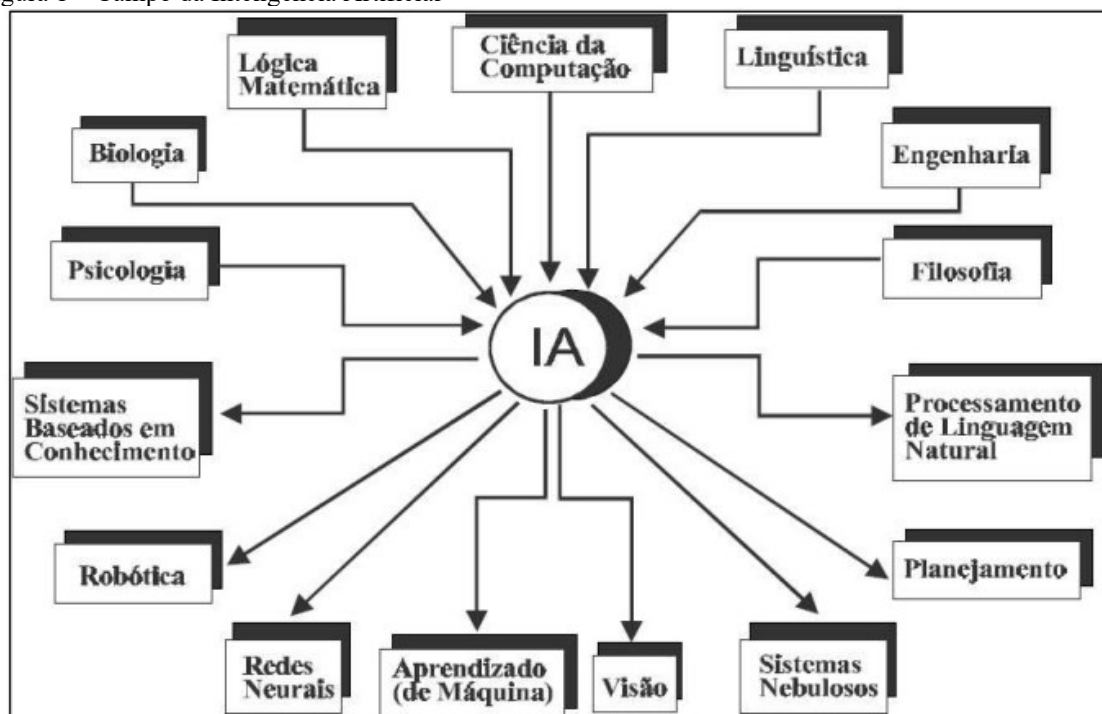 Lógica
Matemática
Ciência da
Computação
Linguística
Biologia
Engenharia
Psicologia
Filosofia
IA
Sistemas
Baseados em
Conhecimento
Processamento
de Linguagem
Natural
Robótica
Planejamento
Redes
Neurais
Aprendizado
(de Máquina)
Visão
Sistemas
Nebulosos